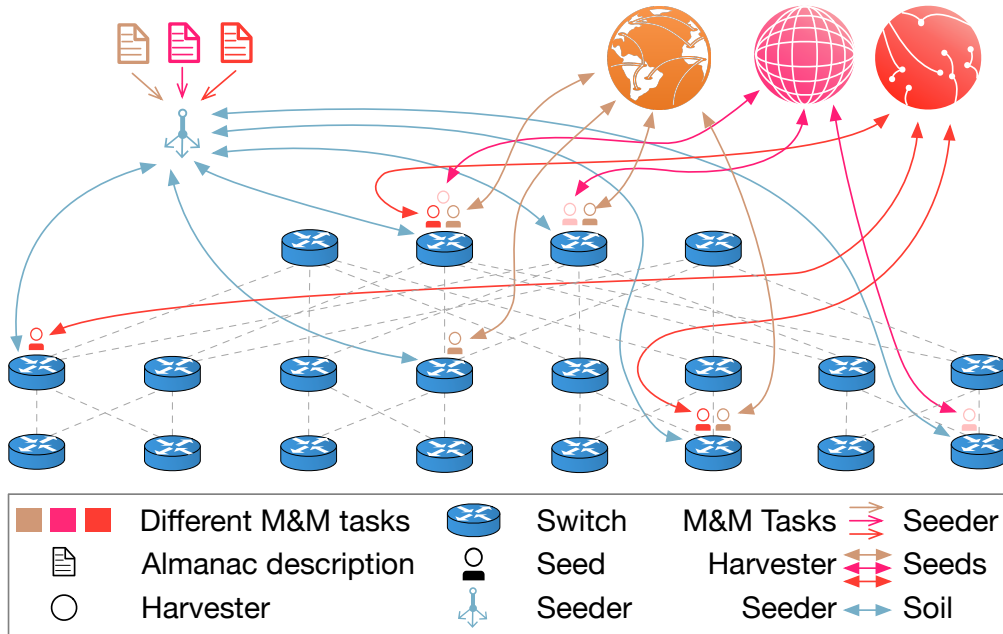 Different M&M tasks
Switch
M&M Tasks
Seeder
Almanac description
Seed
Harvester
Seeds
Harvester
Seeder
Seeder
Soil